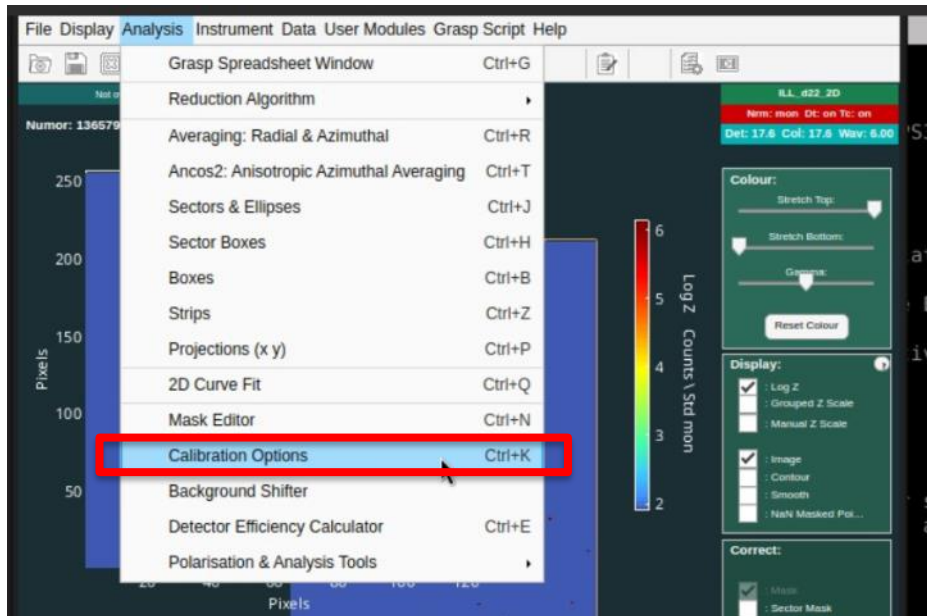 File Display Analysis Instrument Data User Modules Grasp Script Help
Grasp Spreadsheet Window Ctrl+G
Reduction Algorithm
Averaging: Radial & Azimuthal Ctrl+R
Ancos2: Anisotropic Azimuthal Averaging Ctrl+T
Sectors & Ellipses Ctrl+J
Sector Boxes Ctrl+H
Boxes Ctrl+B
Strips Ctrl+Z
Projections (x y) Ctrl+P
2D Curve Fit Ctrl+Q
Mask Editor Ctrl+N
Calibration Options Ctrl+K
Background Shifter
Detector Efficiency Calculator Ctrl+E
Polarisation & Analysis Tools
Not
Numor: 136579
250
200
150
100
50
Pixels
Pixels
6
5
4
3
2
Log Z Counts \ Std mon
ILL_d22_2D
Nrm: mon Dt: on Tc: on
Det: 17.6 Col: 17.6 Wav: 6.00
Colour:
Stretch Top:
Stretch Bottom:
Gamma:
Reset Colour
Display:
: Log Z
: Grouped Z Scale
: Manual Z Scale
: Image
: Contour
: Smooth
: NaN Masked Poi...
Correct:
: Mask
: Sector Mask